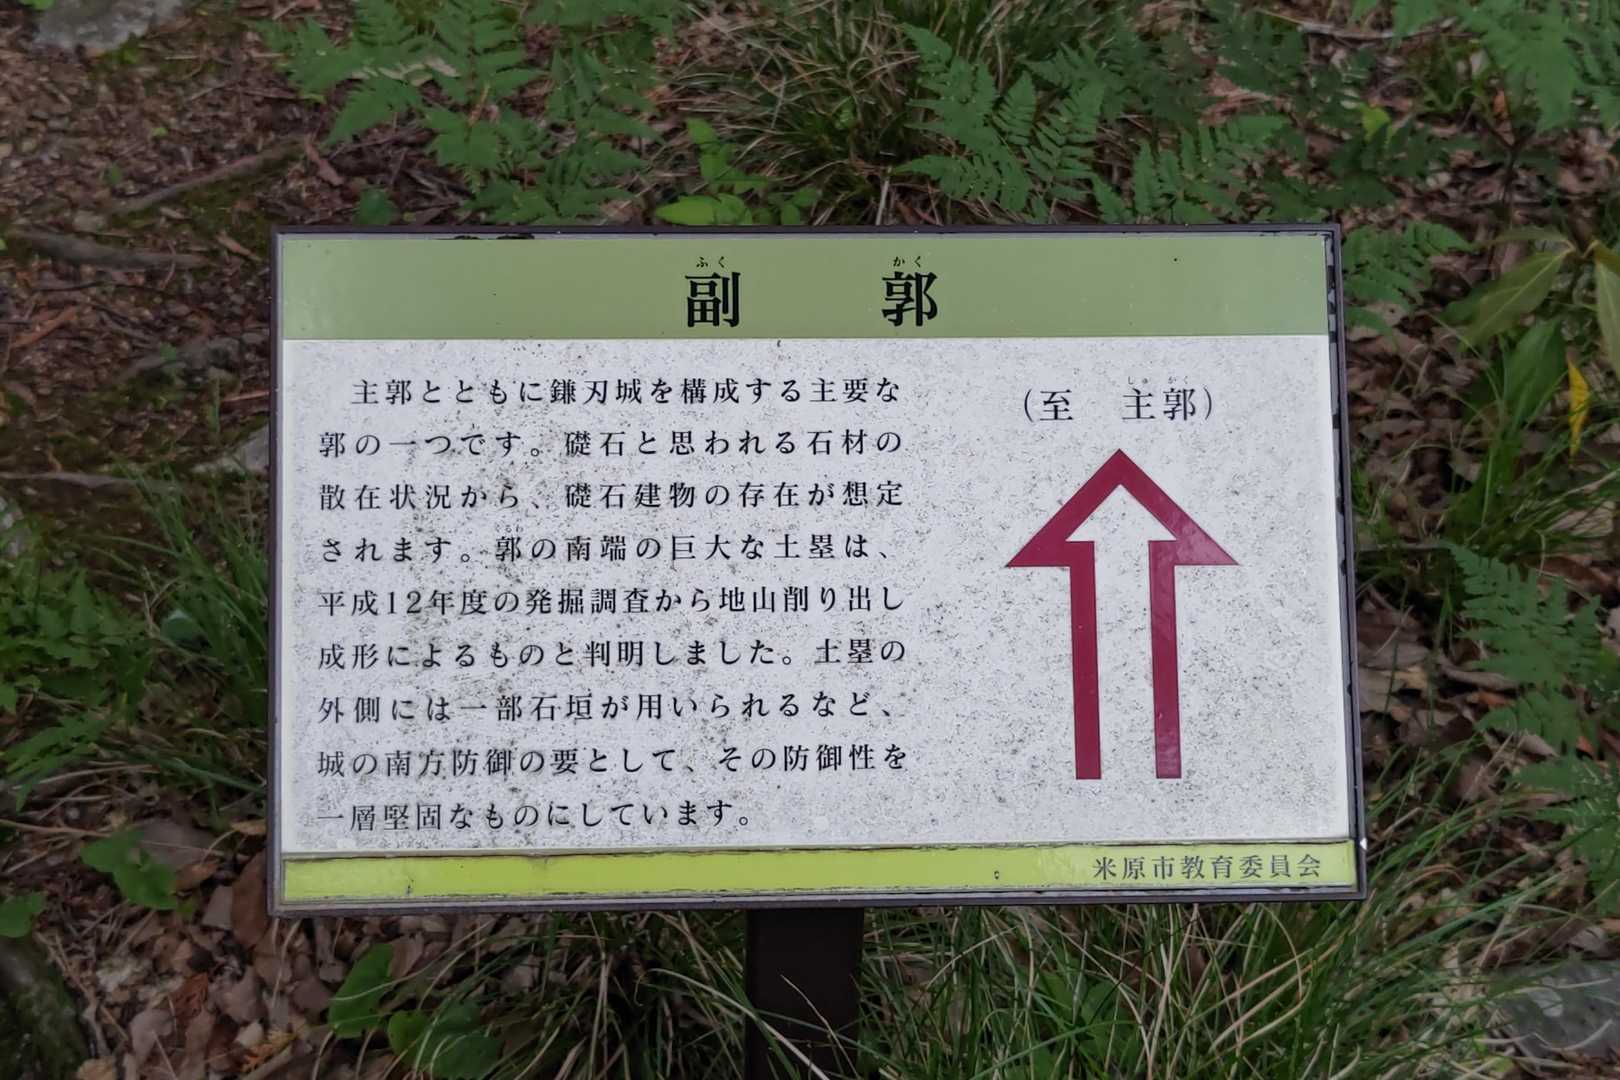 ふく かく
副 郭
主郭とともに鎌刃城を構成する主要な
郭の一つです。礎石と思われる石材の
散在状況から、礎石建物の存在が想定
くるわ
されます。郭の南端の巨大な土塁は、
平成12年度の発掘調査から地山削り出し
成形によるものと判明しました。土塁の
外側には一部石垣が用いられるなど、
城の南方防御の要として、その防御性を
一層堅固なものにしています。
しゅ かく
(至 主郭)
米原市教育委員会